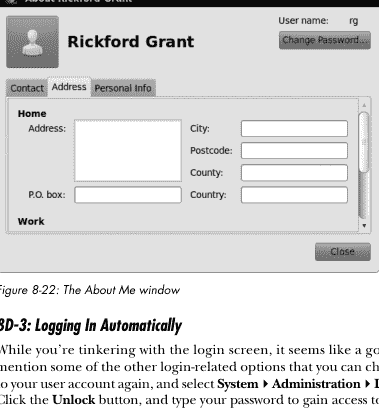 About Rickford Grant
User name: rg
Rickford Grant
Change Password...
Contact Address Personal Info
Home
Address: City:
Postcode:
County:
P.O. box: Country:
Work
Close
Figure 8-22: The About Me window
8D-3: Logging In Automatically
While you're tinkering with the login screen, it seems like a
mention some of the other login-related options that you can
to your user account again, and select System ▸ Administration ▸
Click the Unlock button, and type your password to gain access